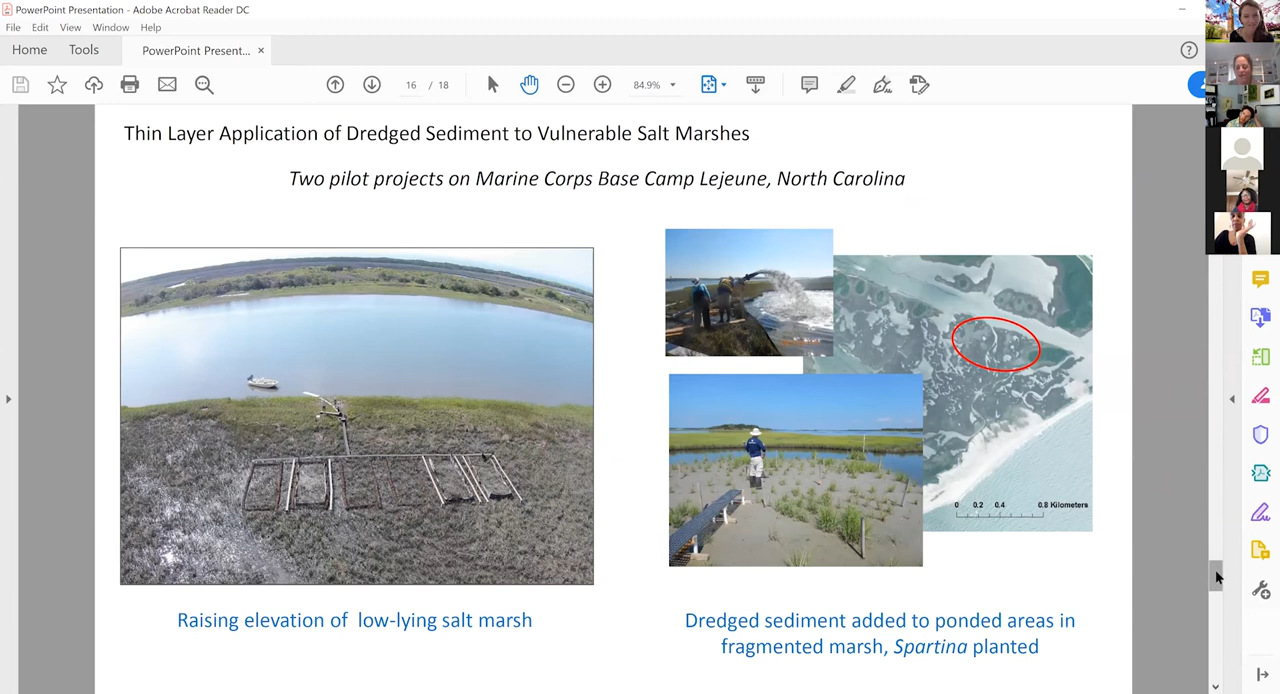 PowerPoint Presentation - Adobe Acrobat Reader DC
File Edit View Window Help
Home Tools PowerPoint Present... ×
16 / 18 84.9%
Thin Layer Application of Dredged Sediment to Vulnerable Salt Marshes
Two pilot projects on Marine Corps Base Camp Lejeune, North Carolina
0 0.2 0.4 0.8 Kilometers
Raising elevation of low-lying salt marsh
Dredged sediment added to ponded areas in
fragmented marsh, Spartina planted